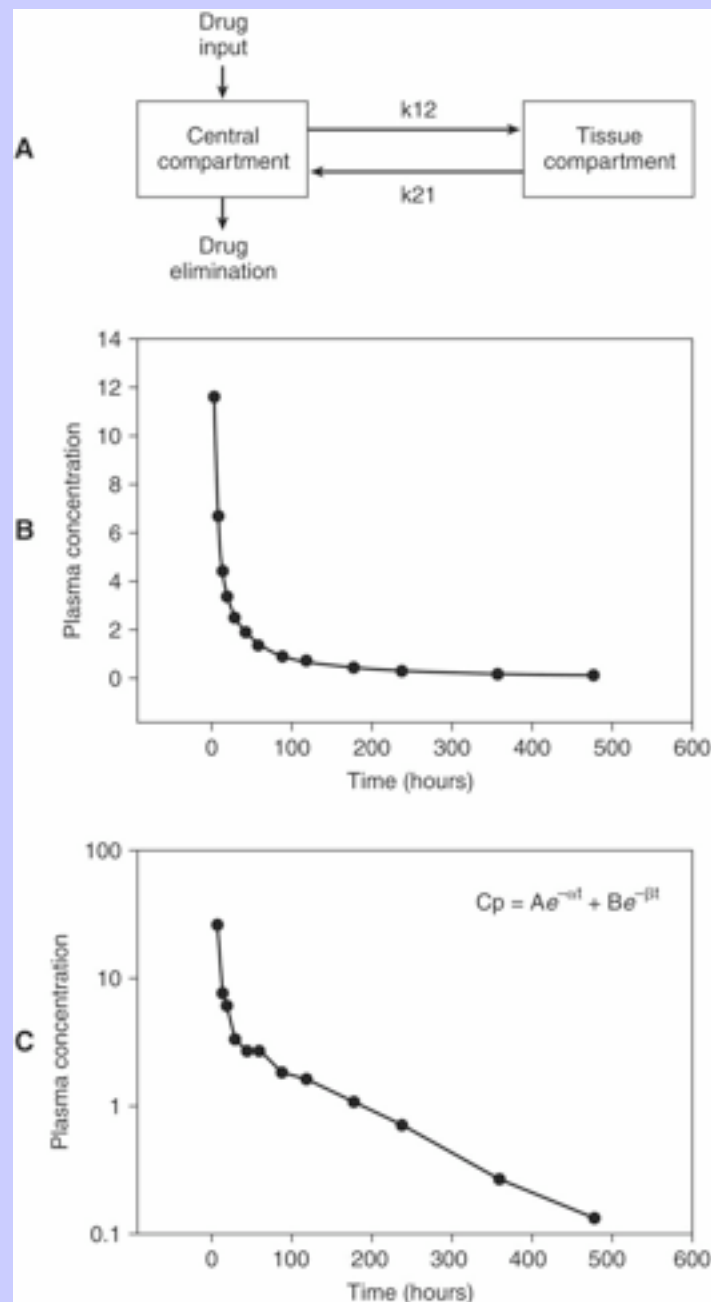 Drug
input
A
Central
compartment
k12
Tissue
compartment
k21
Drug
elimination
B
Plasma concentration
14
12
10
8
6
4
2
0
0 100 200 300 400 500 600
Time (hours)
C
Plasma concentration
100
10
1
0.1
Cp = Ae⁻ᵅᵗ + Be⁻ᵝᵗ
0 100 200 300 400 500 600
Time (hours)